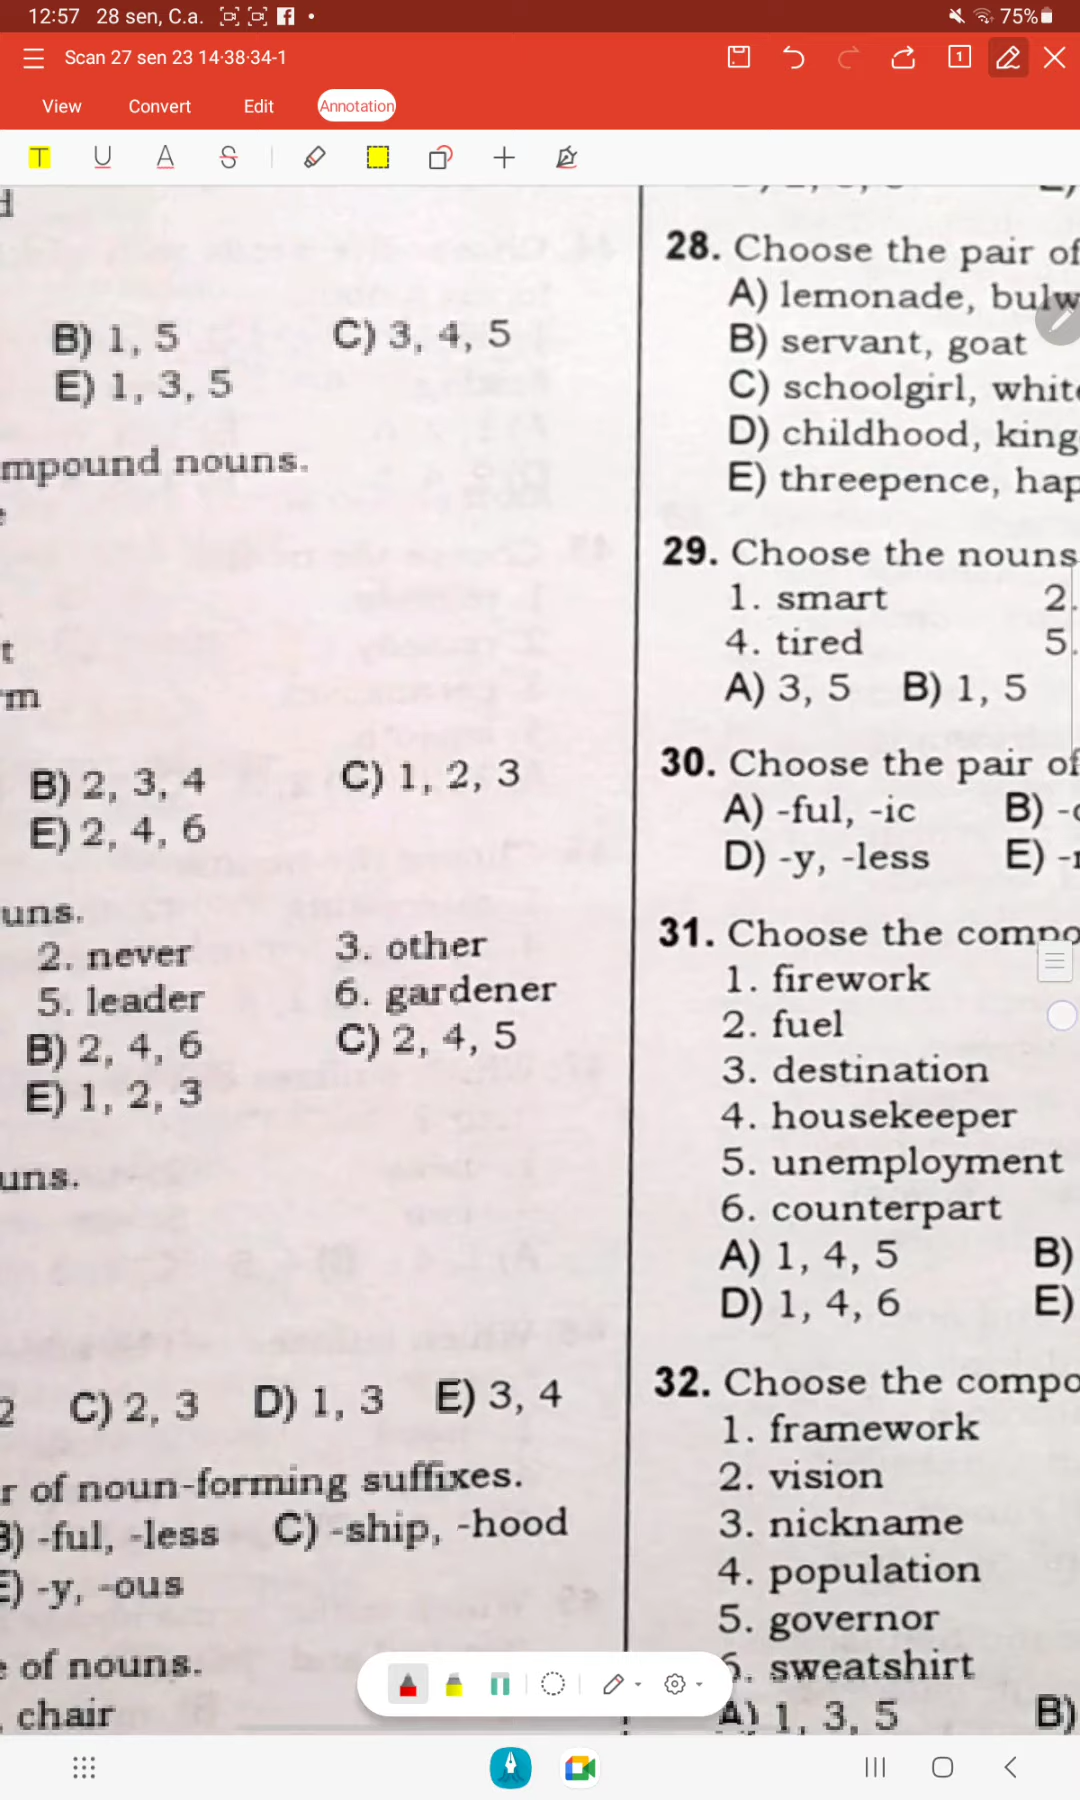 12:57 28 sen, C.a.
75%
Scan 27 sen 23 14-38-34-1
1
View Convert Edit Annotation
B) 1, 5 C) 3, 4, 5
E) 1, 3, 5
mpound nouns.
B) 2, 3, 4 C) 1, 2, 3
E) 2, 4, 6
uns.
2. never 3. other
5. leader 6. gardener
B) 2, 4, 6 C) 2, 4, 5
E) 1, 2, 3
uns.
2 C) 2, 3 D) 1, 3 E) 3, 4
r of noun-forming suffixes.
B) -ful, -less C) -ship, -hood
E) -y, -ous
e of nouns.
. chair
28. Choose the pair of
A) lemonade, bulw
B) servant, goat
C) schoolgirl, white
D) childhood, king
E) threepence, hap
29. Choose the nouns
1. smart 2.
4. tired 5.
A) 3, 5 B) 1, 5
30. Choose the pair of
A) -ful, -ic B) -
D) -y, -less E) -
31. Choose the compo
1. firework
2. fuel
3. destination
4. housekeeper
5. unemployment
6. counterpart
A) 1, 4, 5 B)
D) 1, 4, 6 E)
32. Choose the compo
1. framework
2. vision
3. nickname
4. population
5. governor
6. sweatshirt
A) 1, 3, 5 B)